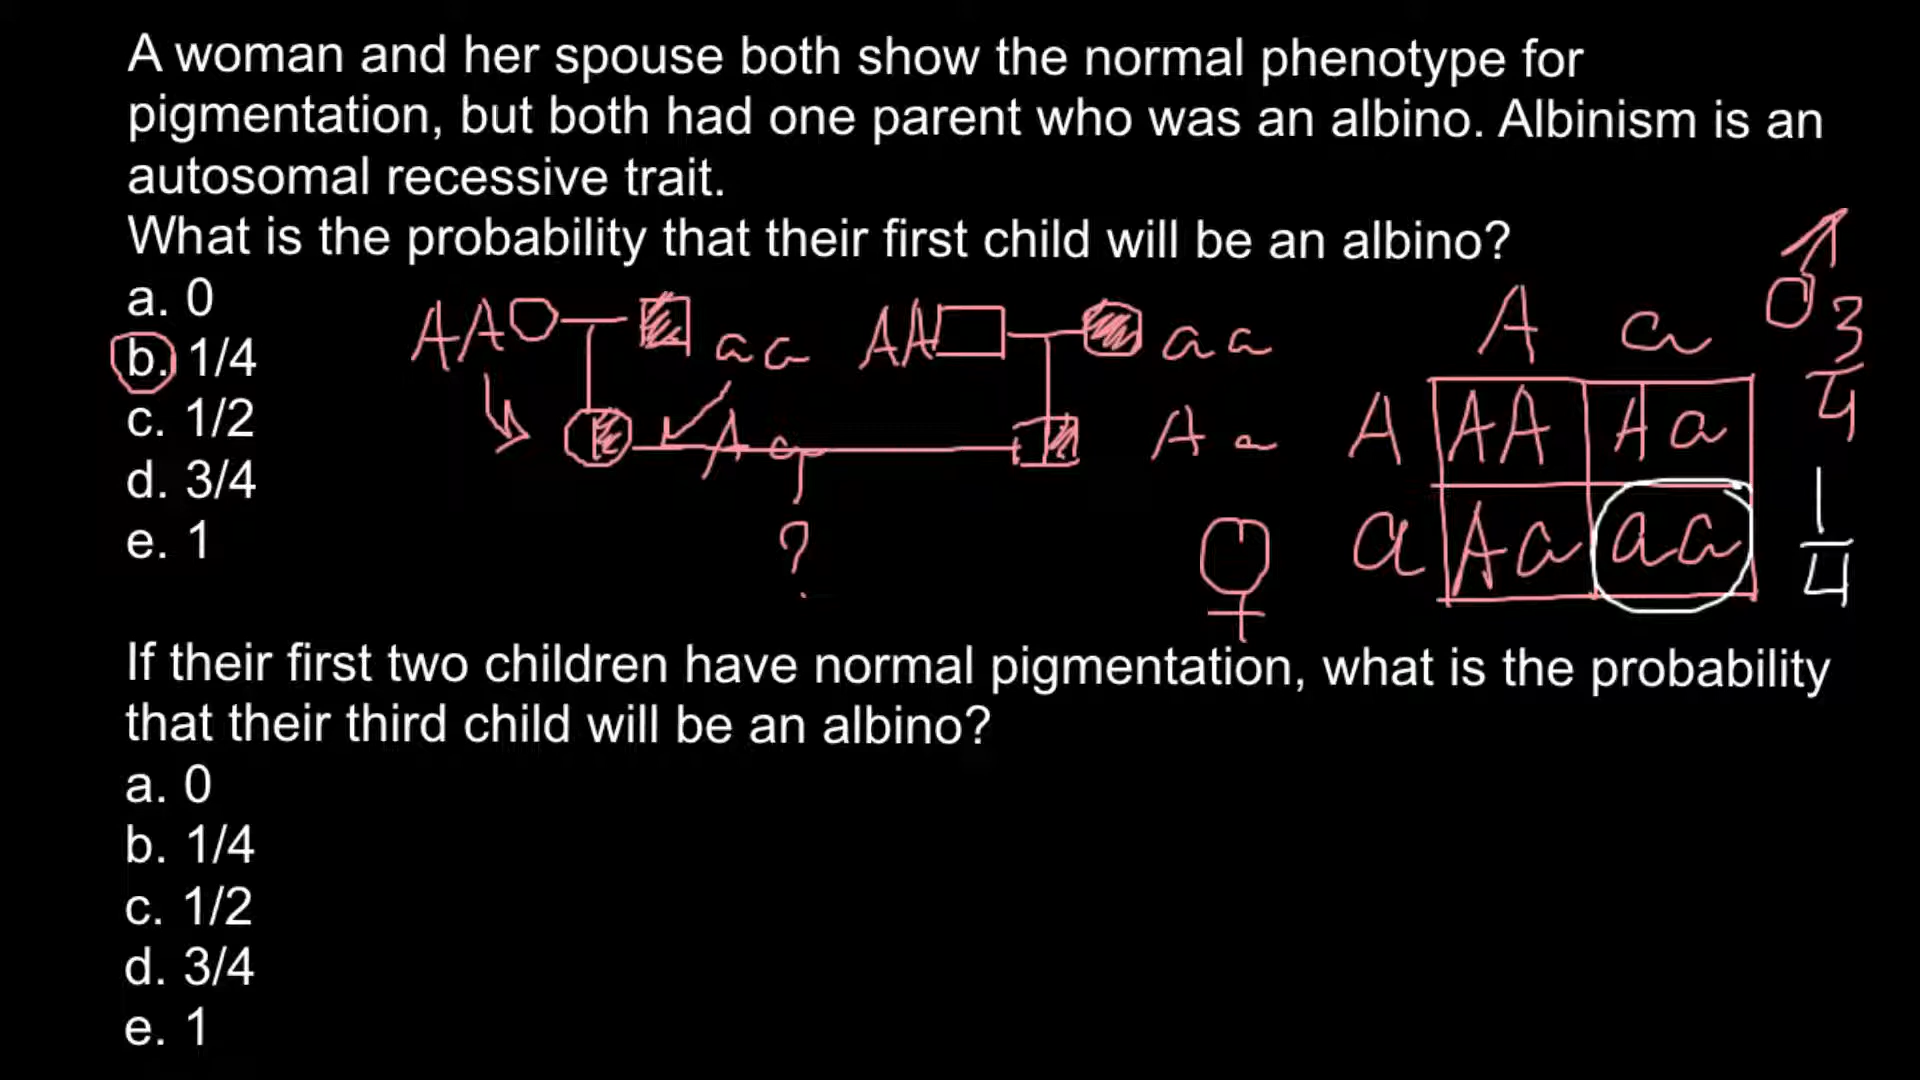 A woman and her spouse both show the normal phenotype for
pigmentation, but both had one parent who was an albino. Albinism is an
autosomal recessive trait.
What is the probability that their first child will be an albino?
a. 0
b. 1/4
c. 1/2
d. 3/4
e. 1
AA aa AA aa
Aa Aa
?
A a
A AA Aa
a Aa aa
3/4
1/4
If their first two children have normal pigmentation, what is the probability
that their third child will be an albino?
a. 0
b. 1/4
c. 1/2
d. 3/4
e. 1